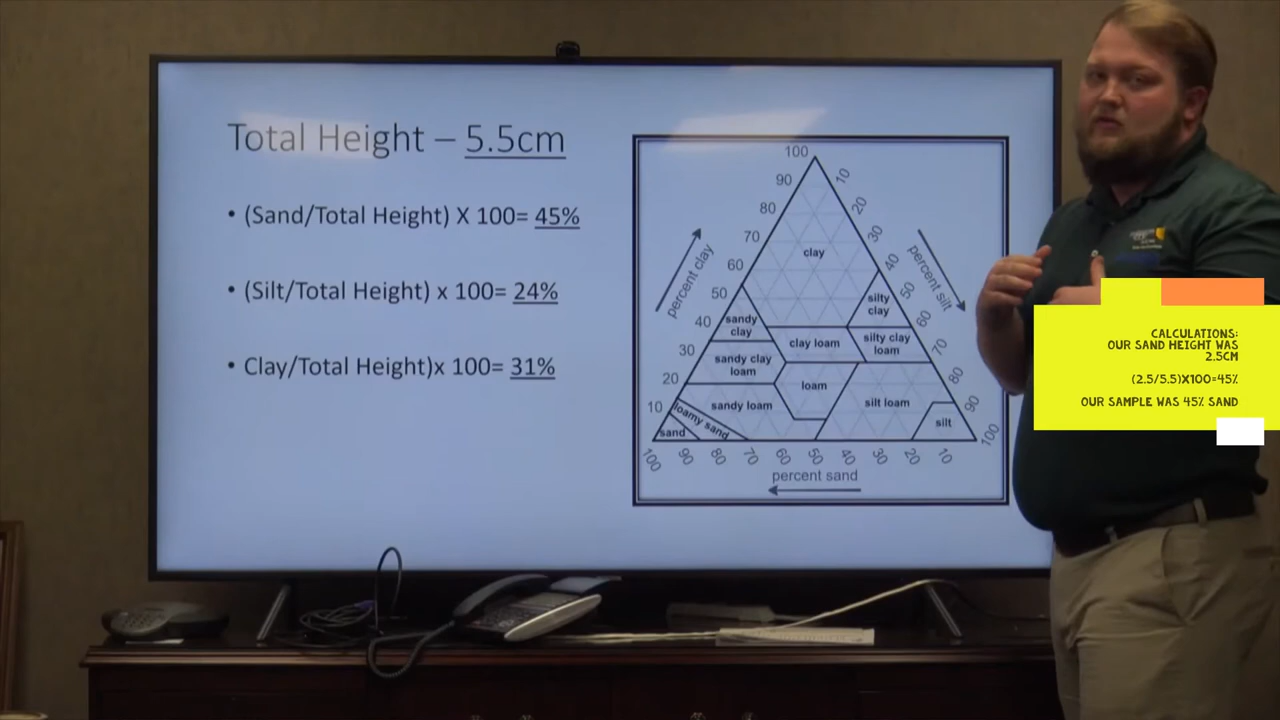 Total Height – 5.5cm
• (Sand/Total Height) X 100= 45%
• (Silt/Total Height) x 100= 24%
• Clay/Total Height)x 100= 31%
100
90
80
70
60
50
40
30
20
10
percent clay
10
20
30
40
50
60
70
80
90
100
percent silt
clay
silty
clay
sandy
clay
clay loam
silty clay
loam
sandy clay
loam
loam
sandy loam
silt loam
loamy sand
sand
silt
100
90
80
70
60
50
40
30
20
10
percent sand
CALCULATIONS:
OUR SAND HEIGHT WAS
2.5CM
(2.5/5.5)X100=45%
OUR SAMPLE WAS 45% SAND